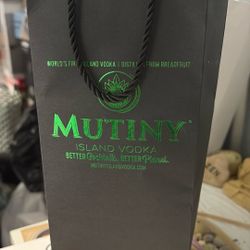 WORLD'S FIRST ISLAND VODKA | DISTILLED FROM BREADFRUIT
MUTINY
ISLAND VODKA
BETTER Cocktails. BETTER Planet.
MUTINYISLANDVODKA.COM